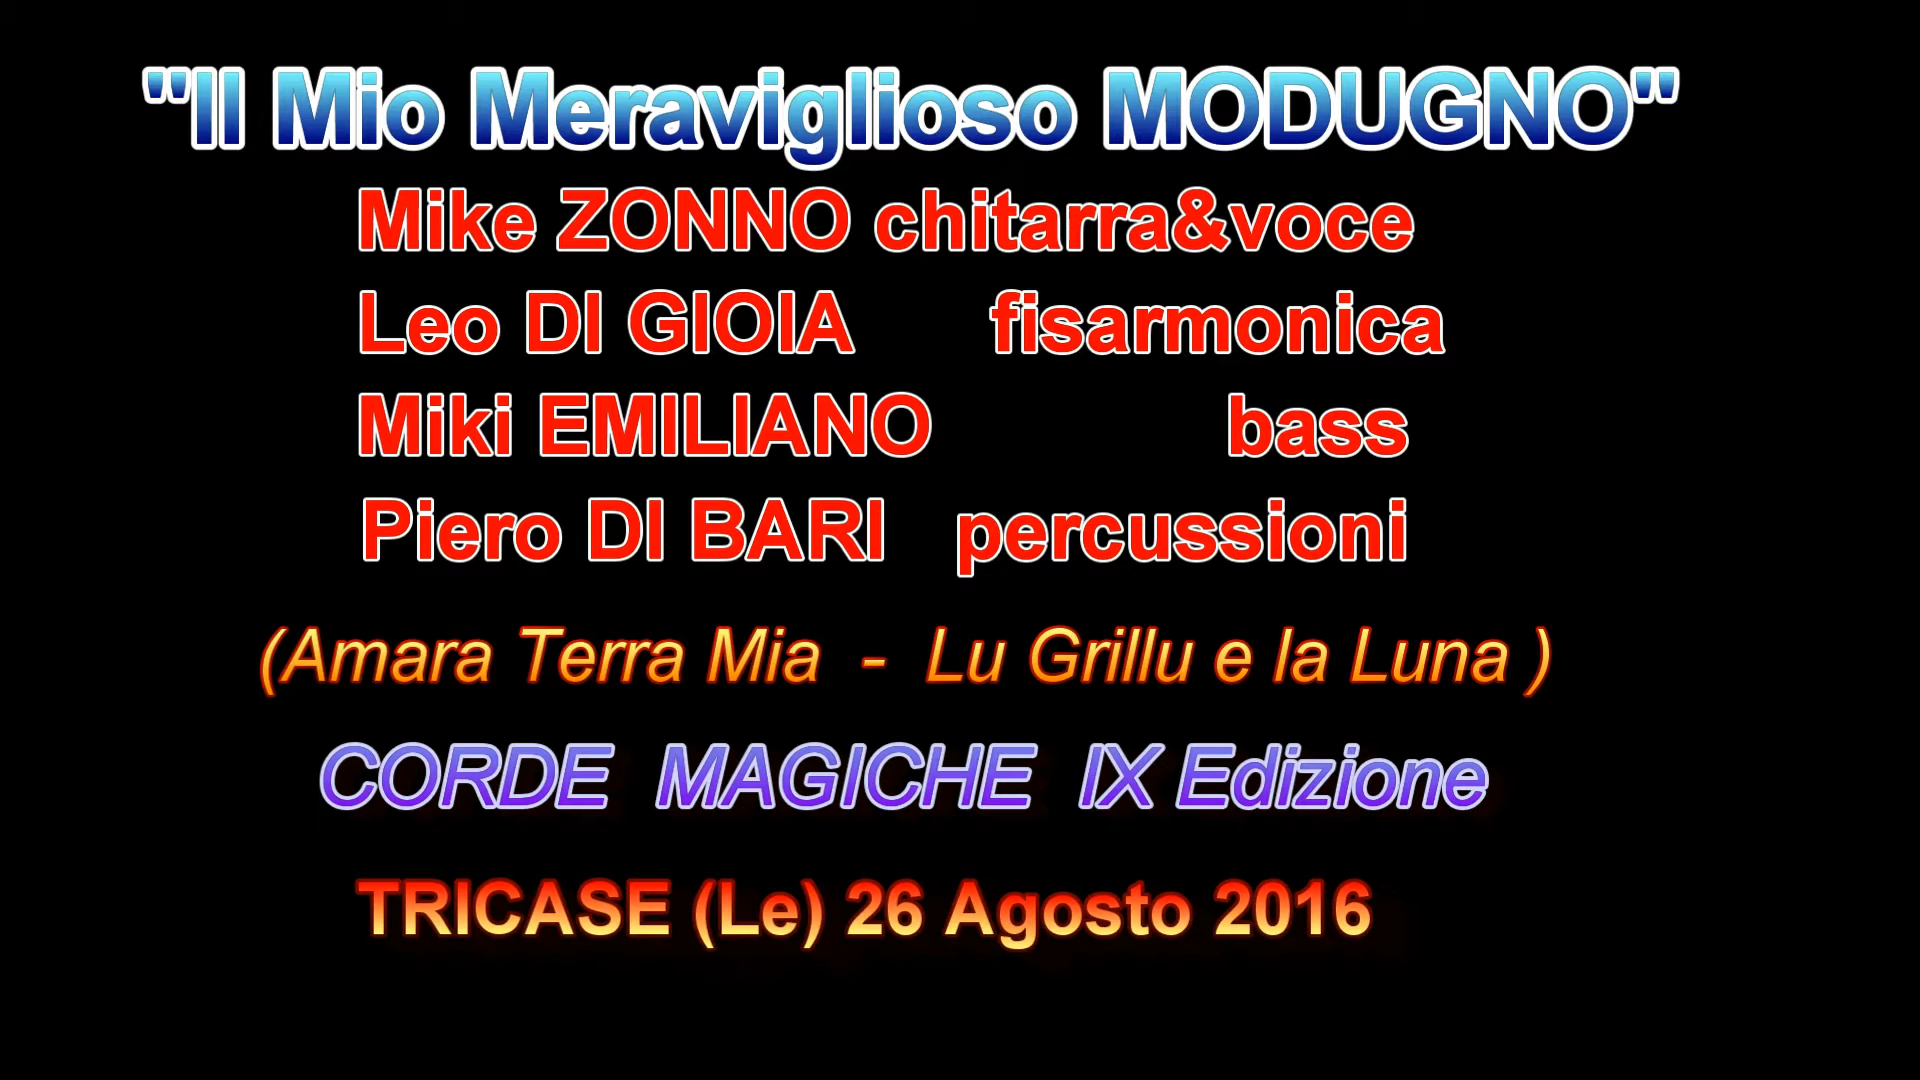 "Il Mio Meraviglioso MODUGNO"
Mike ZONNO chitarra&voce
Leo DI GIOIA fisarmonica
Miki EMILIANO bass
Piero DI BARI percussioni
(Amara Terra Mia - Lu Grillu e la Luna )
CORDE MAGICHE IX Edizione
TRICASE (Le) 26 Agosto 2016